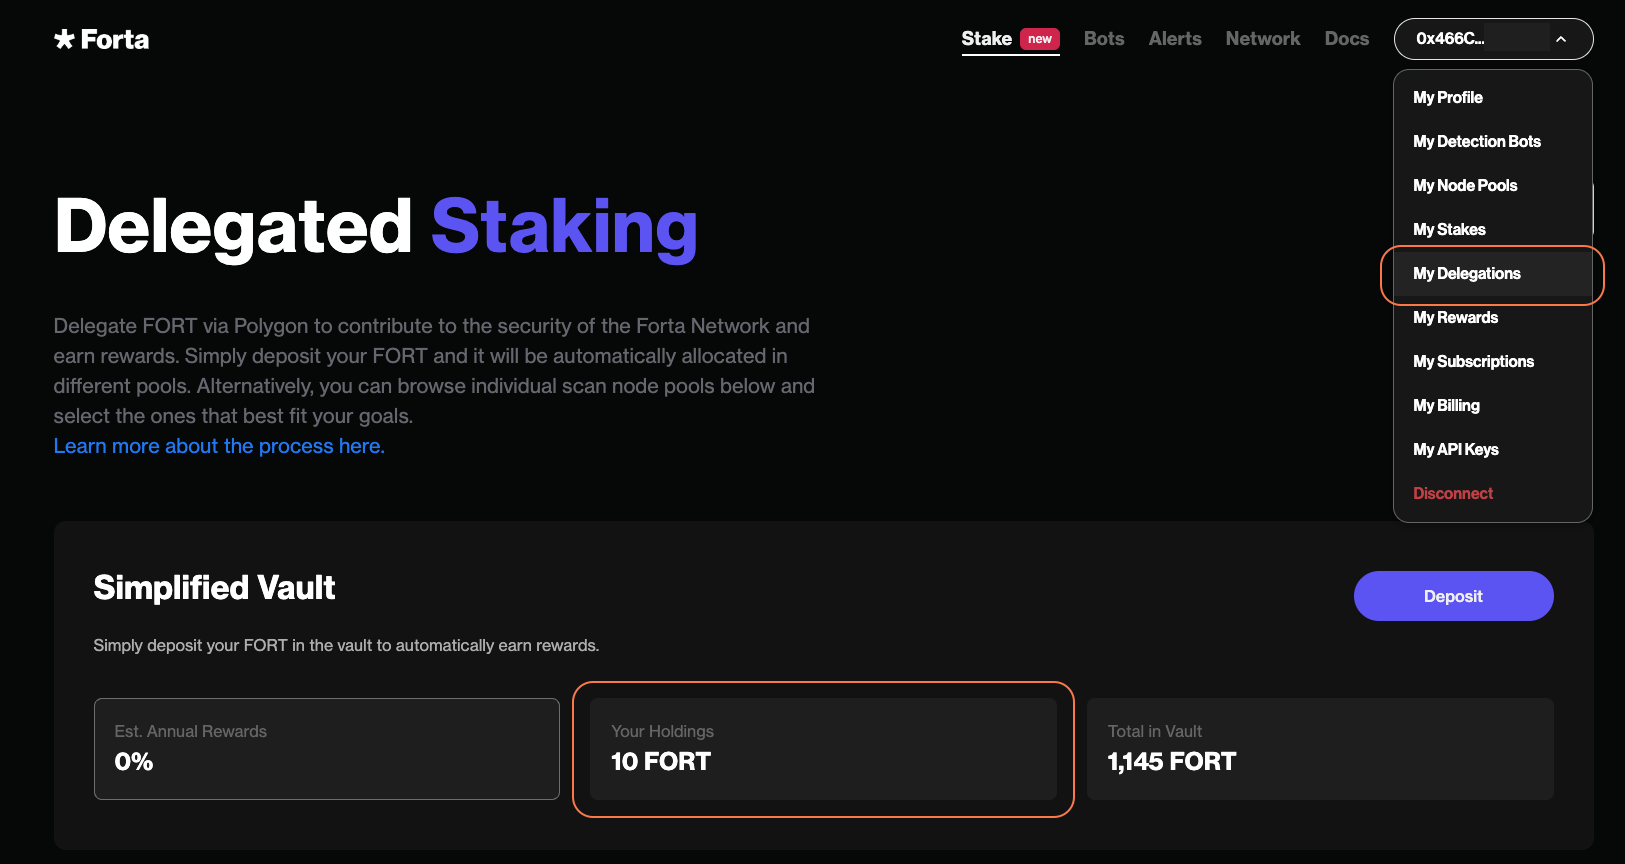 Forta
Stake new Bots Alerts Network Docs 0x466C...
My Profile
My Detection Bots
My Node Pools
My Stakes
My Delegations
My Rewards
My Subscriptions
My Billing
My API Keys
Disconnect
Delegated Staking
Delegate FORT via Polygon to contribute to the security of the Forta Network and
earn rewards. Simply deposit your FORT and it will be automatically allocated in
different pools. Alternatively, you can browse individual scan node pools below and
select the ones that best fit your goals.
Learn more about the process here.
Simplified Vault
Deposit
Simply deposit your FORT in the vault to automatically earn rewards.
Est. Annual Rewards
0%
Your Holdings
10 FORT
Total in Vault
1,145 FORT